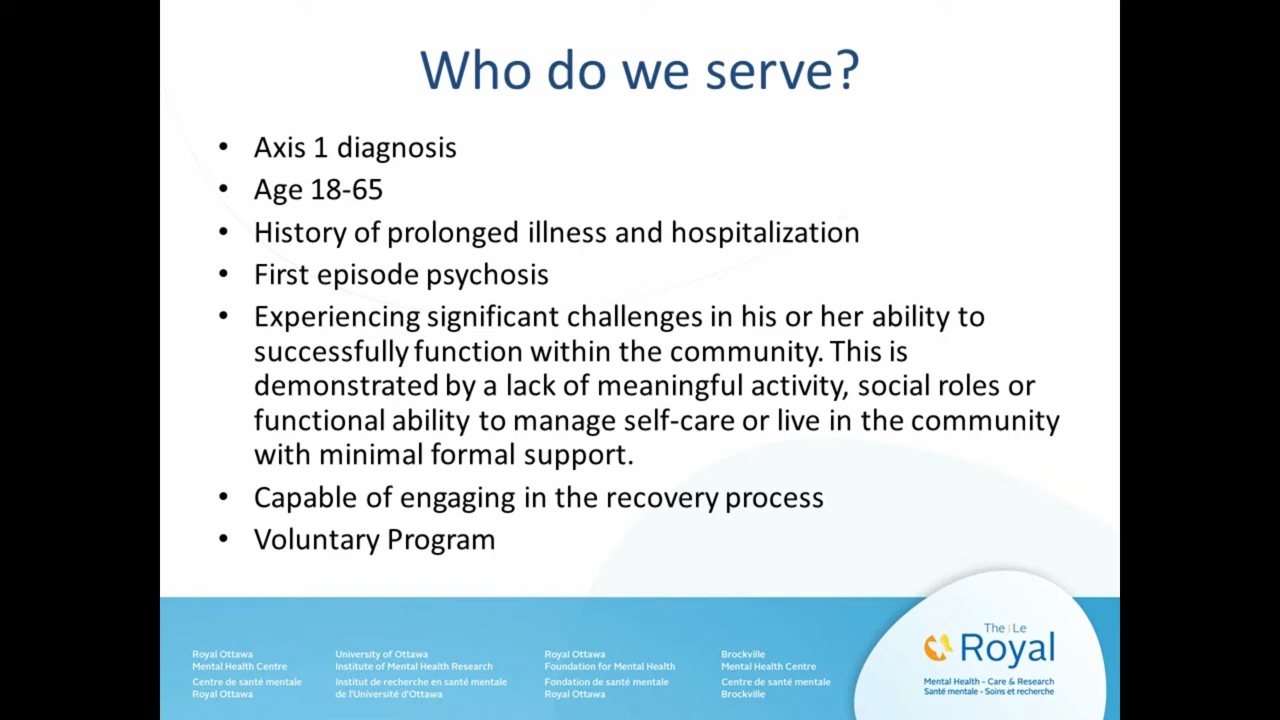 Who do we serve?
• Axis 1 diagnosis
• Age 18-65
• History of prolonged illness and hospitalization
• First episode psychosis
• Experiencing significant challenges in his or her ability to
successfully function within the community. This is
demonstrated by a lack of meaningful activity, social roles or
functional ability to manage self-care or live in the community
with minimal formal support.
• Capable of engaging in the recovery process
• Voluntary Program
Royal Ottawa
Mental Health Centre
Centre de santé mentale
Royal Ottawa
University of Ottawa
Institute of Mental Health Research
Institut de recherche en santé mentale
de l'Université d'Ottawa
Royal Ottawa
Foundation for Mental Health
Fondation de santé mentale
Royal Ottawa
Brockville
Mental Health Centre
Centre de santé mentale
Brockville
The | Le
Royal
Mental Health - Care & Research
Santé mentale - Soins et recherche